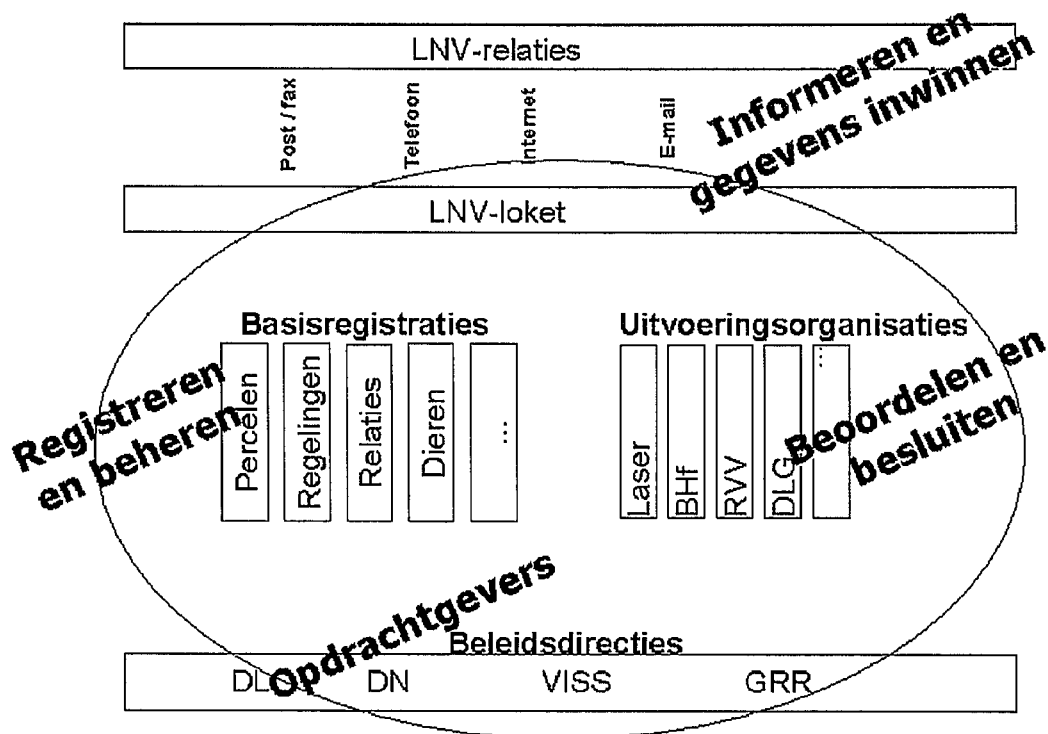 LNV-relaties
Informeren en
gegevens inwinnen
Post / fax
Telefoon
Internet
E-mail
LNV-loket
Basisregistraties
Uitvoeringsorganisaties
Registreren
en beheren
Percelen
Regelingen
Relaties
Dieren
...
Laser
BHf
RVV
DLG
...
Beoordelen en
besluiten
Opdrachtgevers
Beleidsdirecties
DL
DN
VISS
GRR